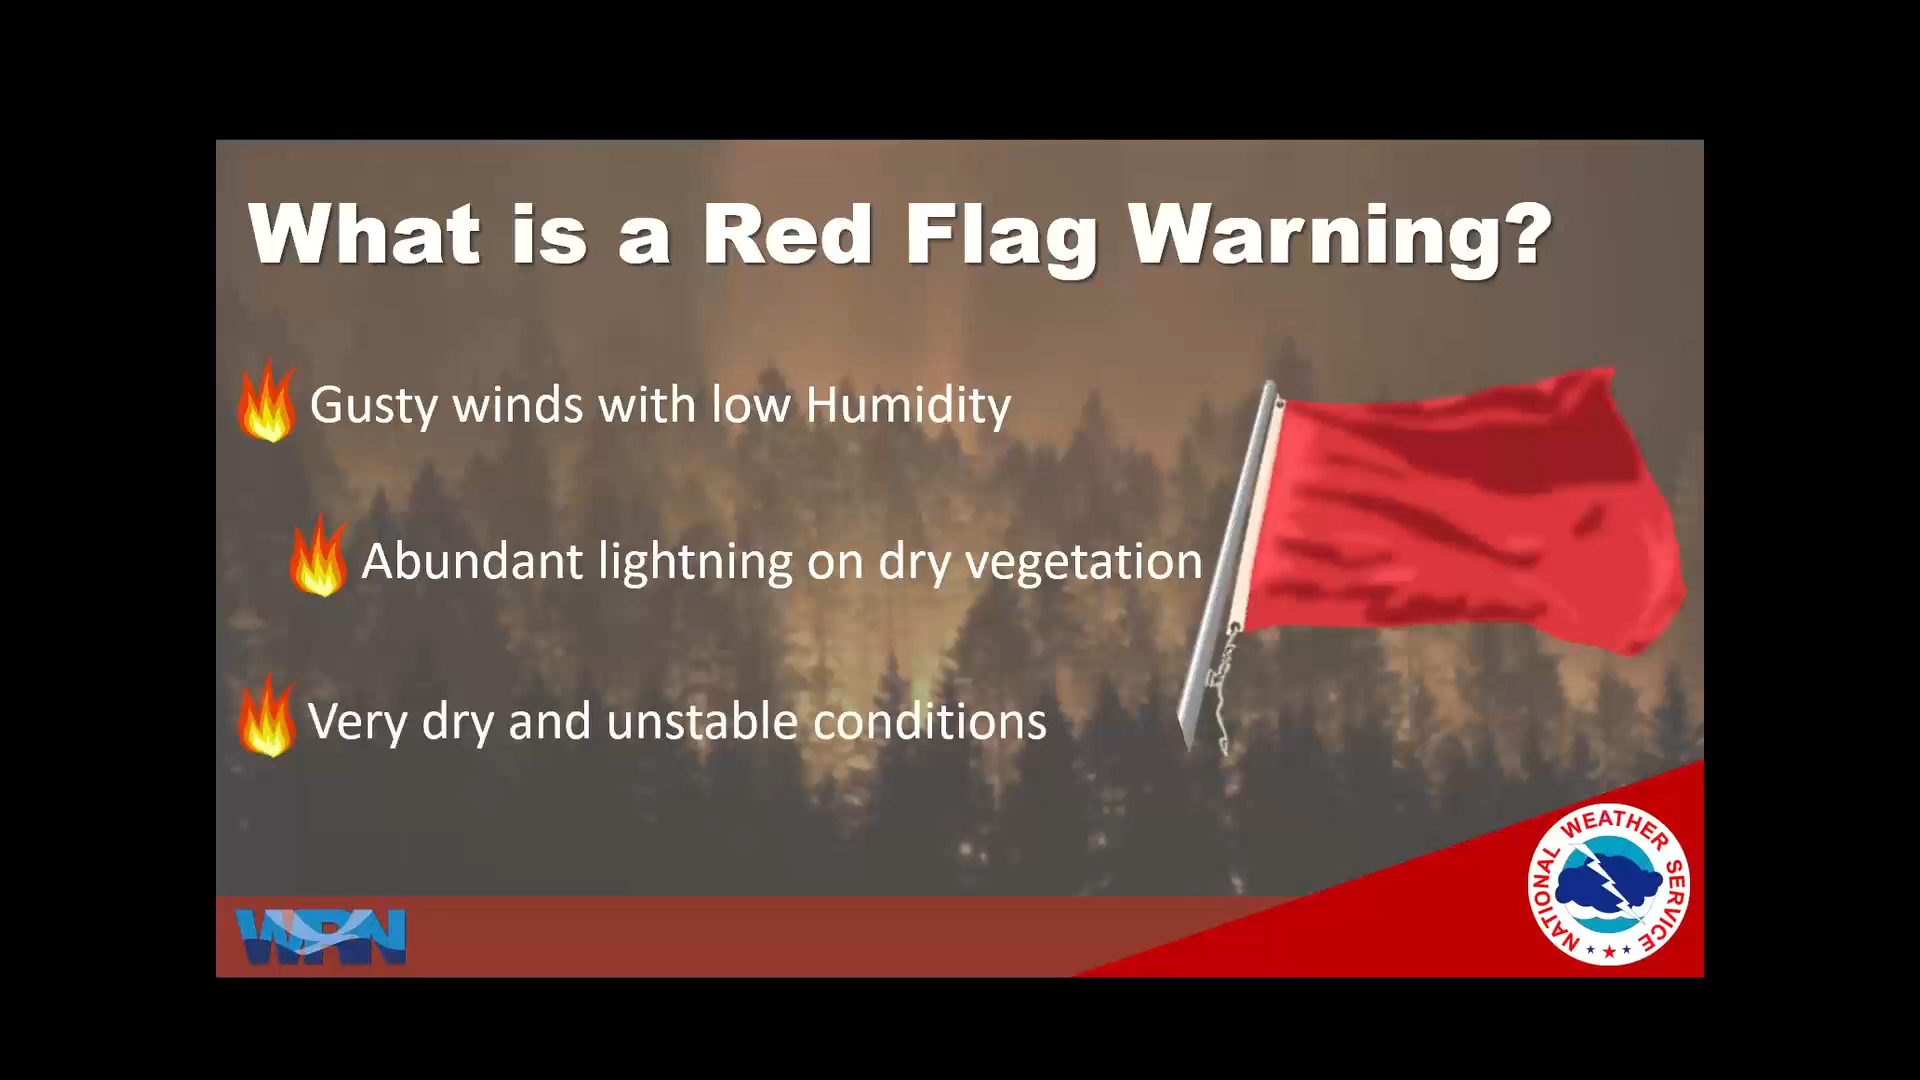 What is a Red Flag Warning?
Gusty winds with low Humidity
Abundant lightning on dry vegetation
Very dry and unstable conditions
WRN
NATIONAL WEATHER SERVICE